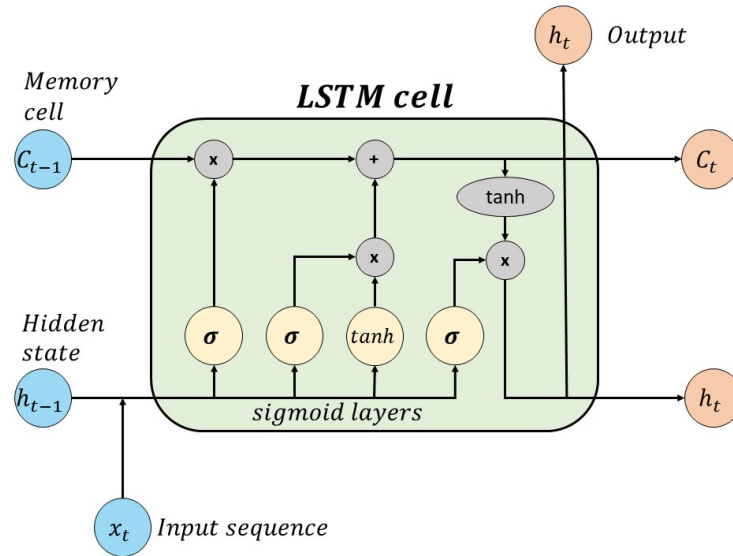 h_t Output
Memory
cell
LSTM cell
C_{t−1} x + C_t
tanh
x x
Hidden
state
σ σ tanh σ
h_{t−1} h_t
sigmoid layers
x_t Input sequence